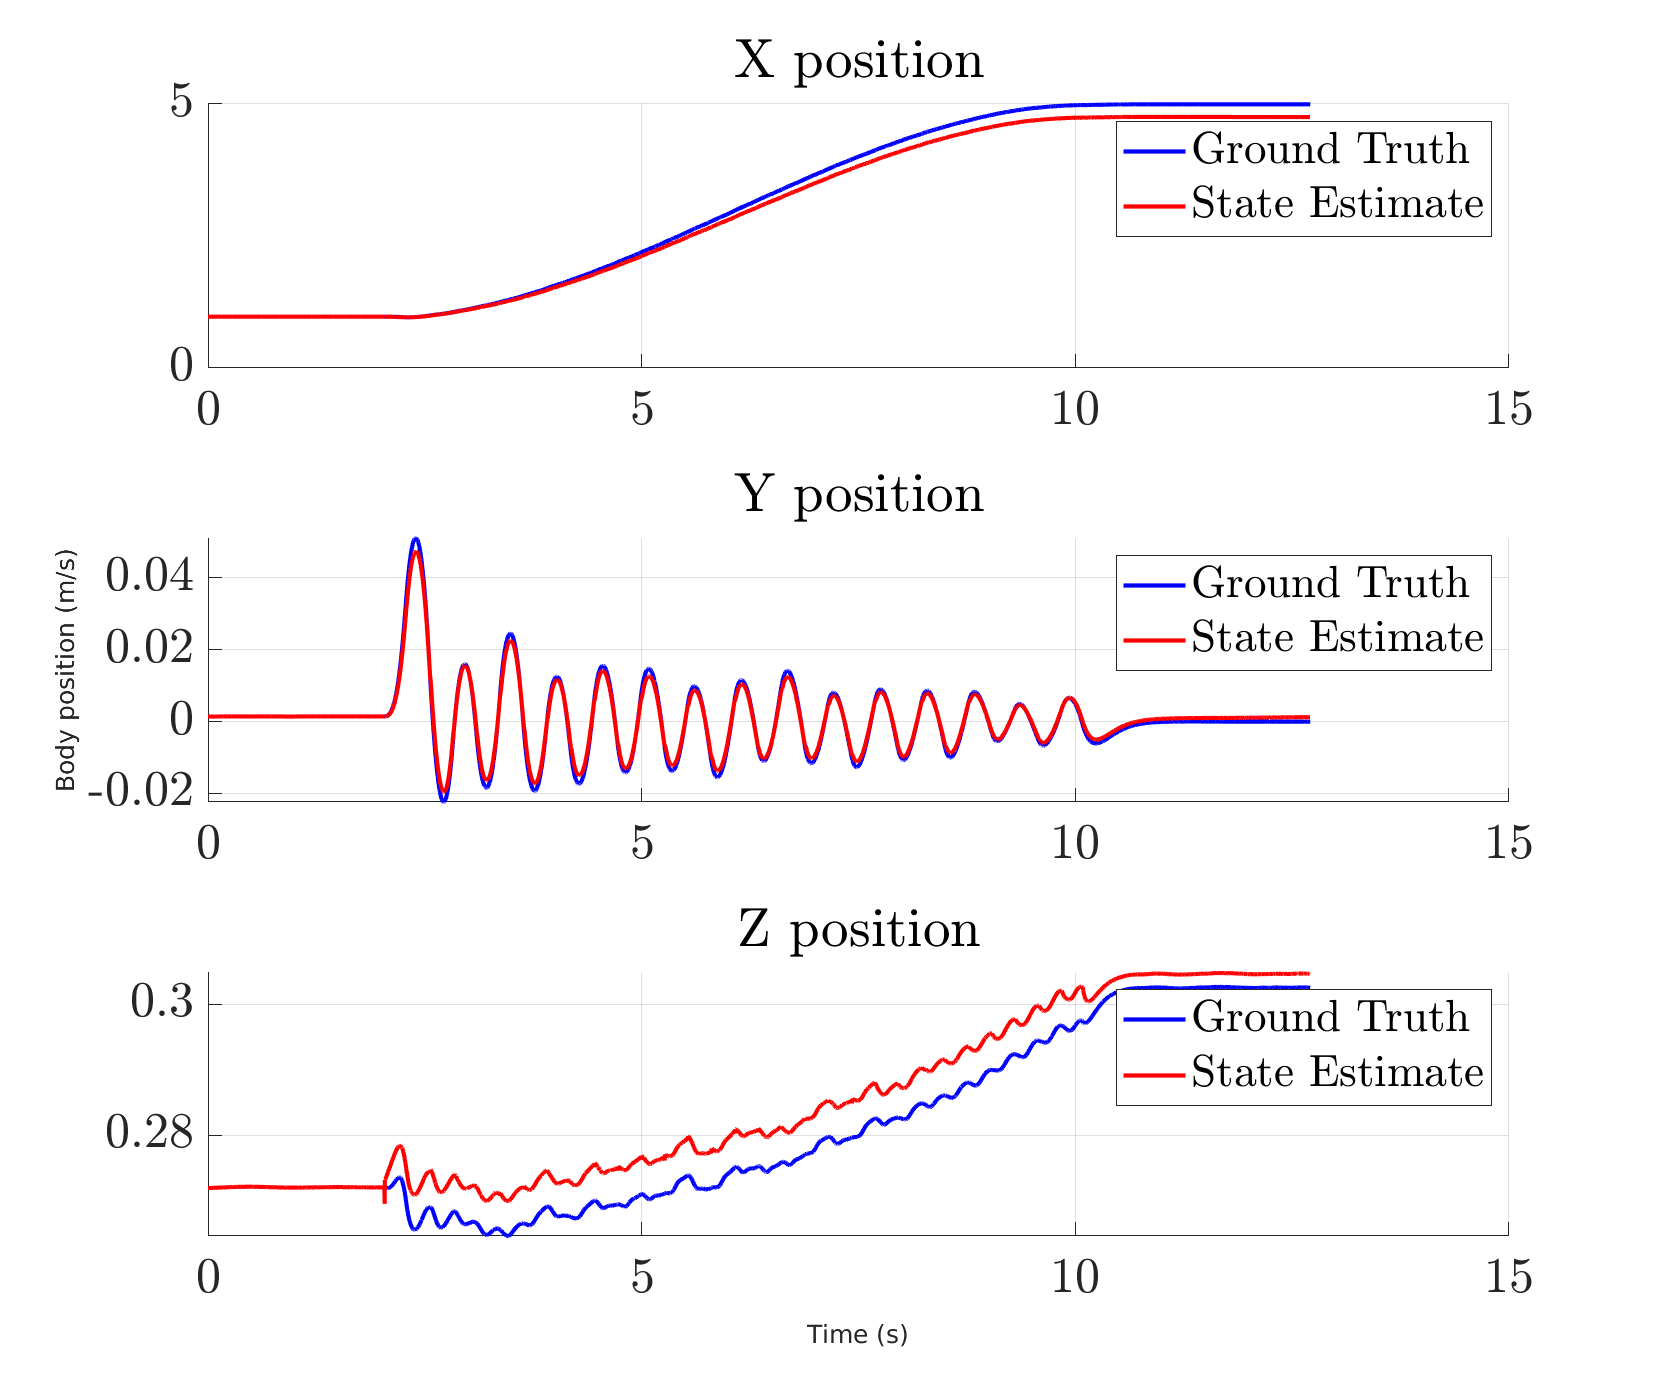 X position
5
0
0 5 10 15
Ground Truth
State Estimate
Y position
Body position (m/s)
0.04
0.02
0
-0.02
0 5 10 15
Ground Truth
State Estimate
Z position
0.3
0.28
0 5 10 15
Ground Truth
State Estimate
Time (s)